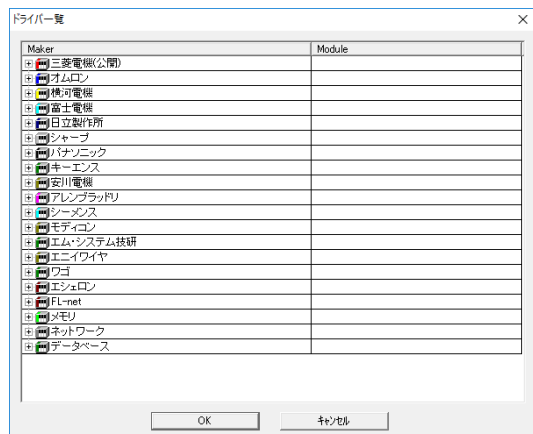 ドライバ一覧
Maker Module
三菱電機(公開)
オムロン
横河電機
富士電機
日立製作所
シャープ
パナソニック
キーエンス
安川電機
アレンブラッドリ
シーメンス
モディコン
エム・システム技研
エニイワイヤ
ワゴ
エシェロン
FL-net
メモリ
ネットワーク
データベース
OK キャンセル